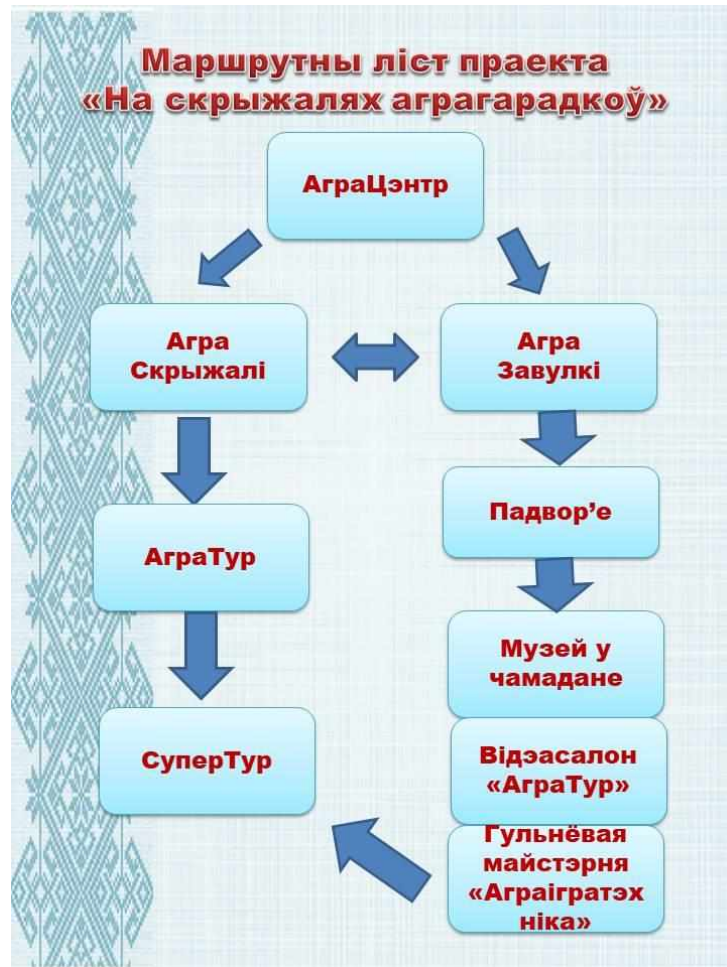 Маршрутны ліст праекта
«На скрыжалях аграгарадкоў»
АграЦэнтр
Агра
Скрыжалі
Агра
Завулкі
АграТур
Падвор’е
Музей у
чамадане
СуперТур
Відэасалон
«АграТур»
Гульнёвая
майстэрня
«Аграігратэх
ніка»